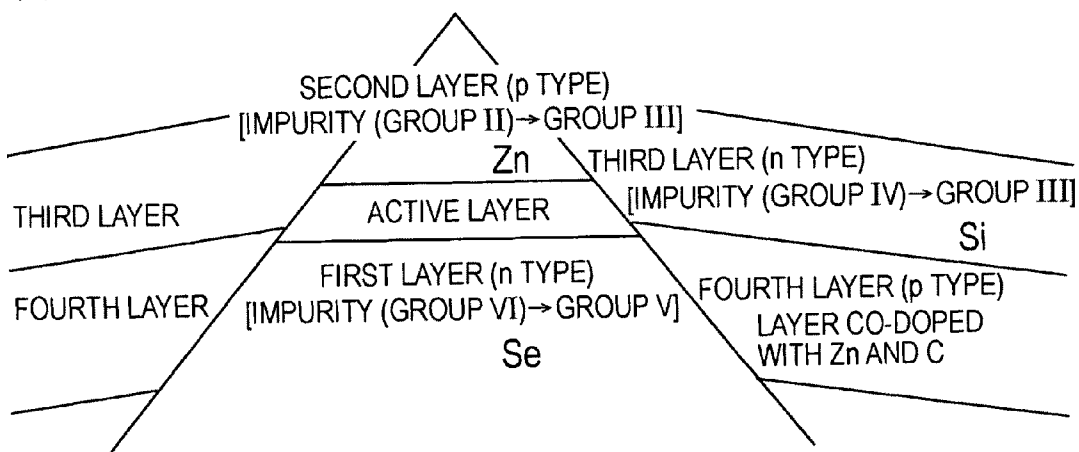 SECOND LAYER (p TYPE)
[IMPURITY (GROUP II)→GROUP III]
Zn
THIRD LAYER (n TYPE)
[IMPURITY (GROUP IV)→GROUP III]
Si
THIRD LAYER
ACTIVE LAYER
FIRST LAYER (n TYPE)
[IMPURITY (GROUP VI)→GROUP V]
Se
FOURTH LAYER
FOURTH LAYER (p TYPE)
LAYER CO-DOPED
WITH Zn AND C